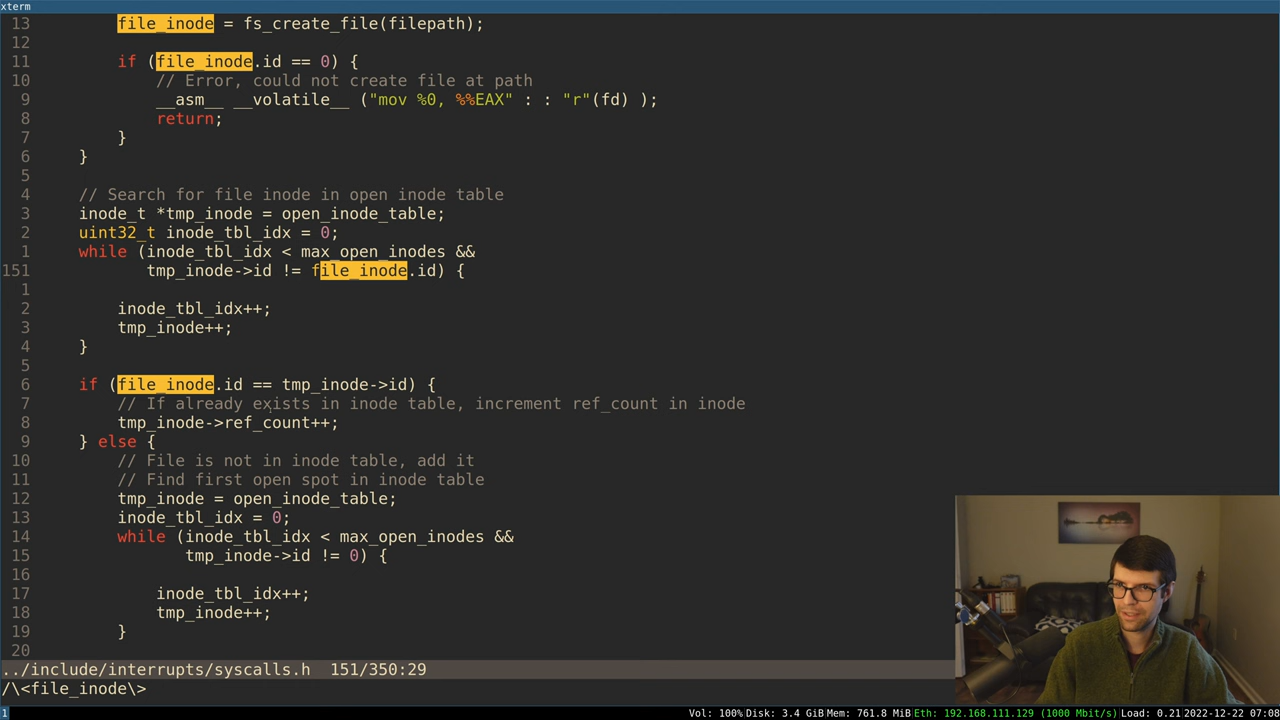 xterm
13 file_inode = fs_create_file(filepath);
12
11 if (file_inode.id == 0) {
10 // Error, could not create file at path
9 __asm__ __volatile__ ("mov %0, %%EAX" : : "r"(fd) );
8 return;
7 }
6 }
5
4 // Search for file inode in open inode table
3 inode_t *tmp_inode = open_inode_table;
2 uint32_t inode_tbl_idx = 0;
1 while (inode_tbl_idx < max_open_inodes &&
151 tmp_inode->id != file_inode.id) {
1
2 inode_tbl_idx++;
3 tmp_inode++;
4 }
5
6 if (file_inode.id == tmp_inode->id) {
7 // If already exists in inode table, increment ref_count in inode
8 tmp_inode->ref_count++;
9 } else {
10 // File is not in inode table, add it
11 // Find first open spot in inode table
12 tmp_inode = open_inode_table;
13 inode_tbl_idx = 0;
14 while (inode_tbl_idx < max_open_inodes &&
15 tmp_inode->id != 0) {
16
17 inode_tbl_idx++;
18 tmp_inode++;
19 }
20
../include/interrupts/syscalls.h 151/350:29
/\<file_inode\>
1 Vol: 100% Disk: 3.4 GiB Mem: 761.8 MiB Eth: 192.168.111.129 (1000 Mbit/s) Load: 0.21 2022-12-22 07:08